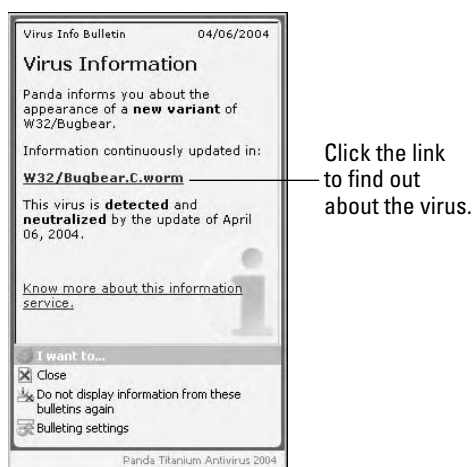 Virus Info Bulletin 04/06/2004
Virus Information
Panda informs you about the
appearance of a new variant of
W32/Bugbear.
Information continuously updated in:
W32/Bugbear.C.worm
This virus is detected and
neutralized by the update of April
06, 2004.
Know more about this information
service.
I want to...
Close
Do not display information from these
bulletins again
Bulleting settings
Panda Titanium Antivirus 2004
Click the link
to find out
about the virus.